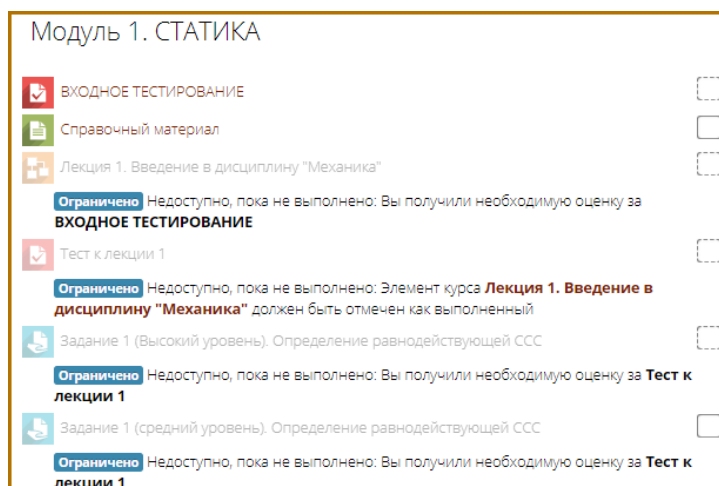 Модуль 1. СТАТИКА
ВХОДНОЕ ТЕСТИРОВАНИЕ
Справочный материал
Лекция 1. Введение в дисциплину "Механика"
Ограничено Недоступно, пока не выполнено: Вы получили необходимую оценку за
ВХОДНОЕ ТЕСТИРОВАНИЕ
Тест к лекции 1
Ограничено Недоступно, пока не выполнено: Элемент курса Лекция 1. Введение в
дисциплину "Механика" должен быть отмечен как выполненный
Задание 1 (Высокий уровень). Определение равнодействующей ССС
Ограничено Недоступно, пока не выполнено: Вы получили необходимую оценку за Тест к
лекции 1
Задание 1 (средний уровень). Определение равнодействующей ССС
Ограничено Недоступно, пока не выполнено: Вы получили необходимую оценку за Тест к
лекции 1